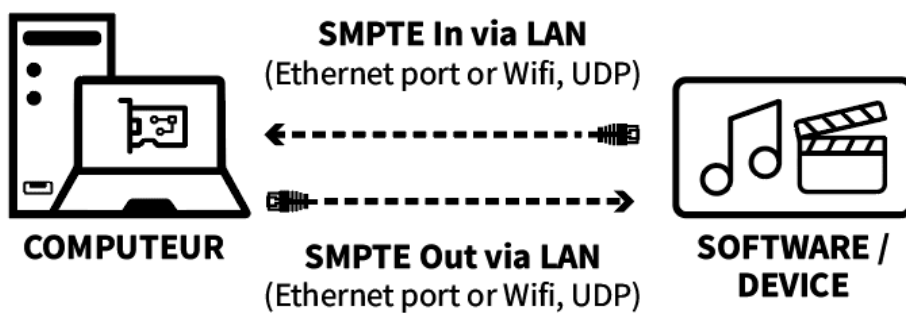 SMPTE In via LAN
(Ethernet port or Wifi, UDP)
COMPUTEUR
SMPTE Out via LAN
(Ethernet port or Wifi, UDP)
SOFTWARE /
DEVICE